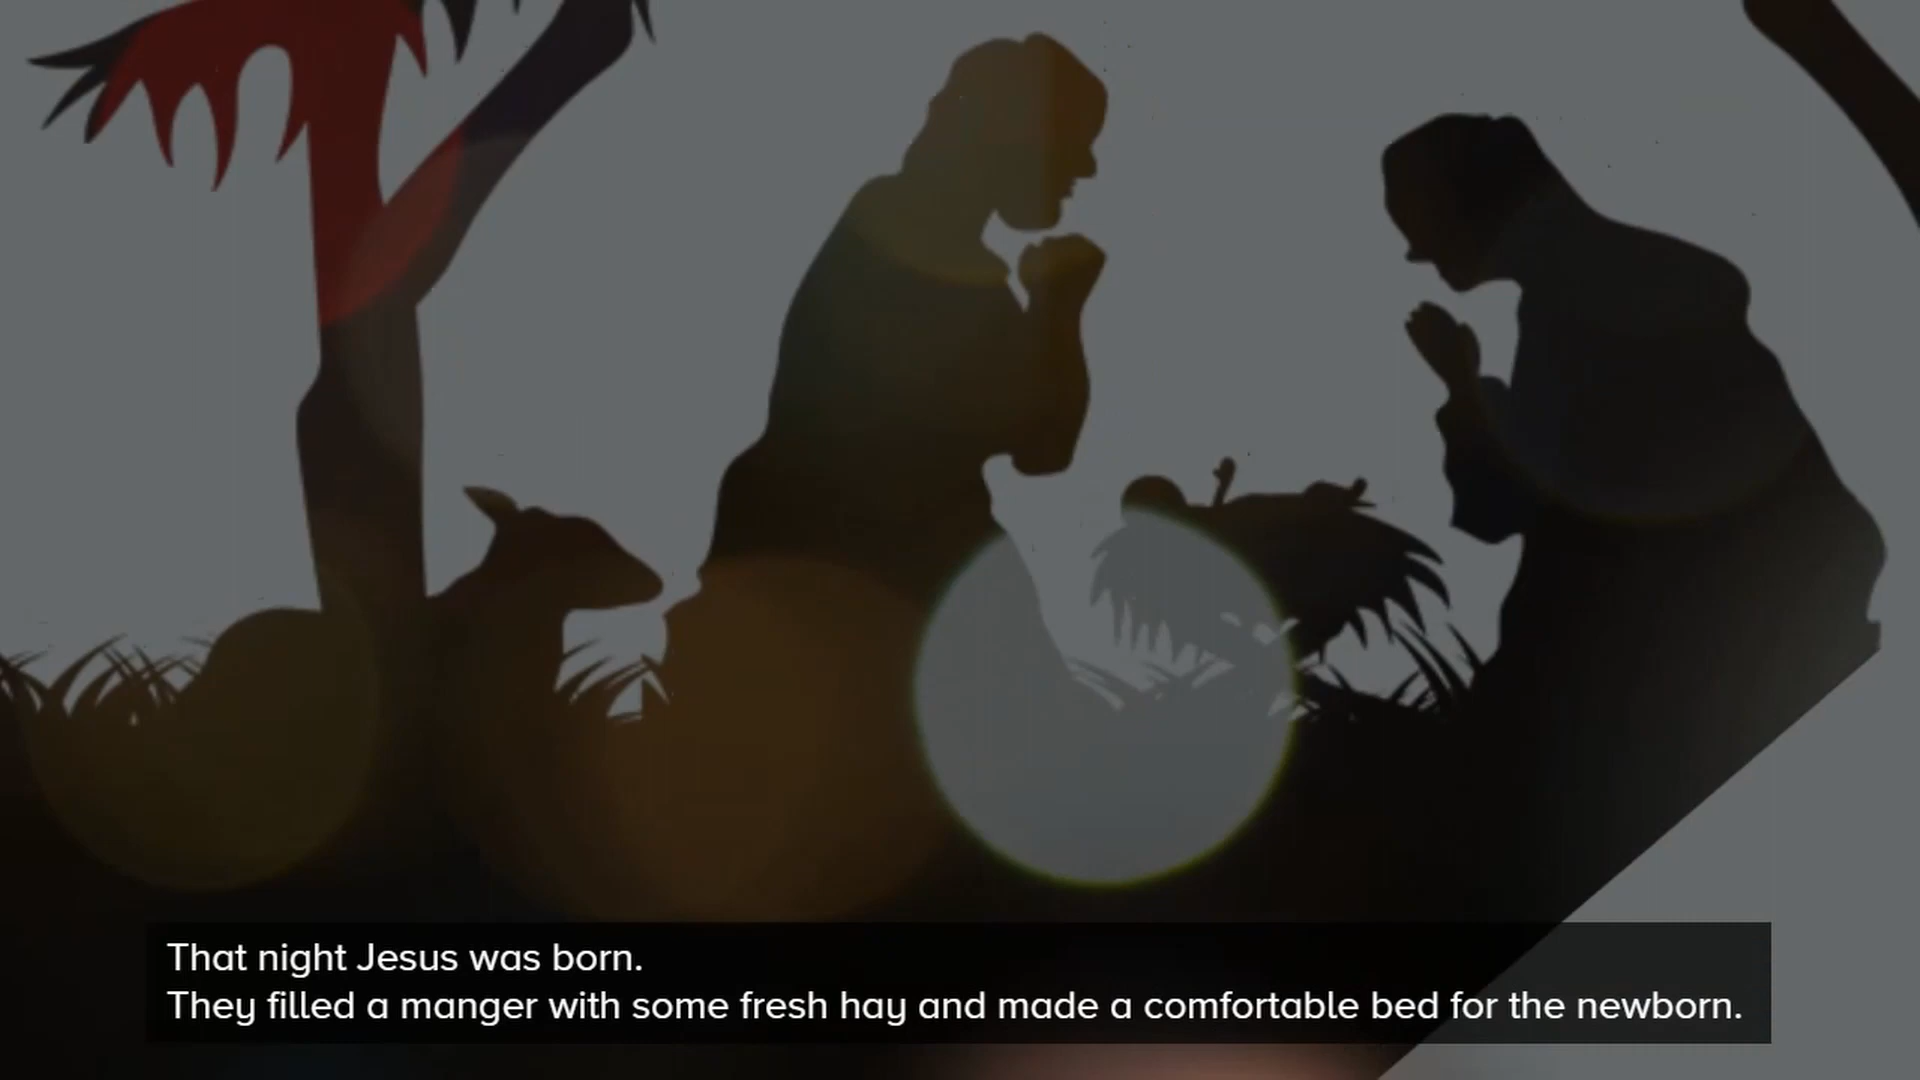 That night Jesus was born.
They filled a manger with some fresh hay and made a comfortable bed for the newborn.